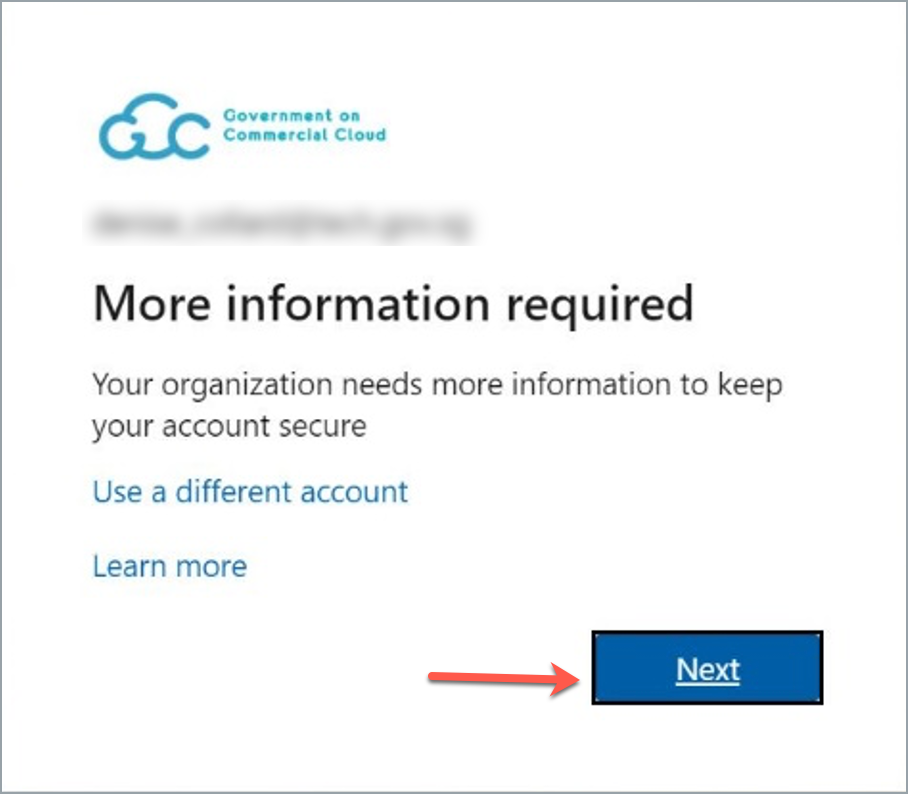 GCC
Government on
Commercial Cloud
More information required
Your organization needs more information to keep
your account secure
Use a different account
Learn more
Next